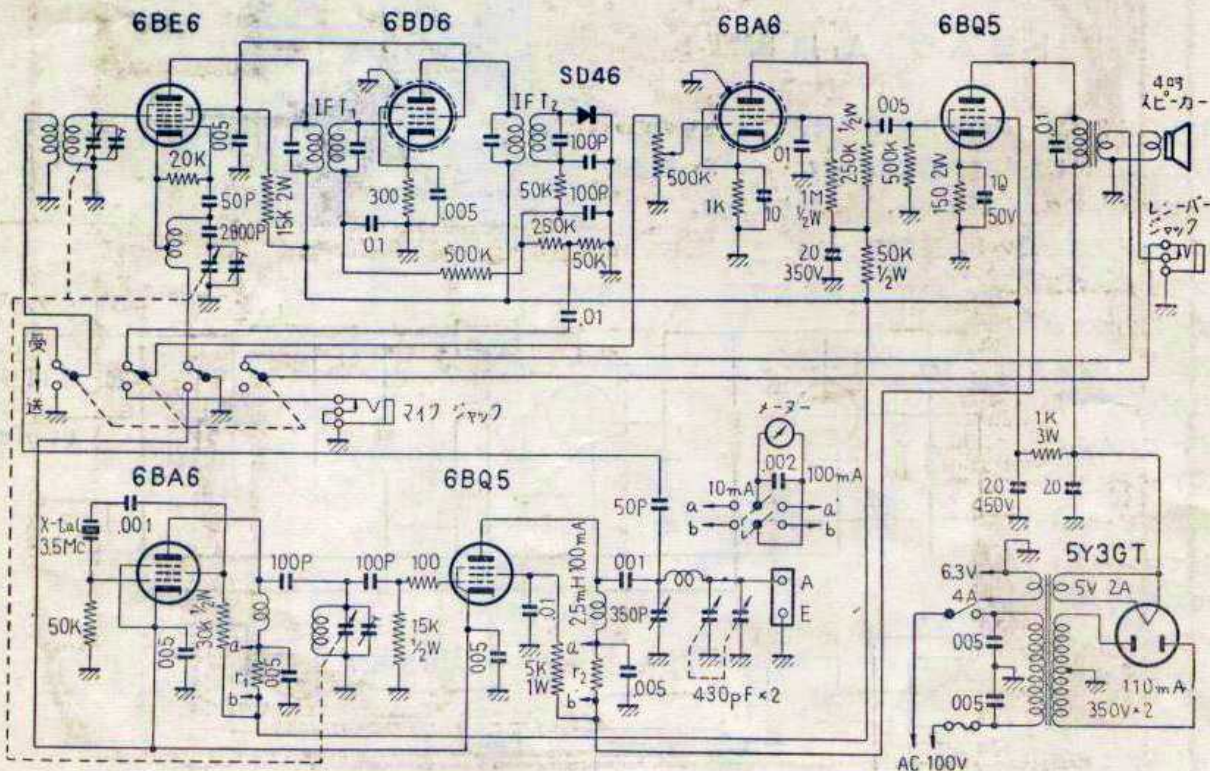 6BE6
6BD6
SD46
6BA6
6BQ5
4吋
スピーカー
レシーバー
ジャック
IFT₁
IFT₂
20K
.005
50P
2000P
15K 2W
300
.005
.01
500K
100P
50K
100P
250K
50K
.01
500K
1K
10
.01
1M
½W
250K ½W
20
350V
50K
½W
.005
500K
150 2W
10
50V
.01
受
送
マイク ジャック
メーター
.002
10mA
100mA
a
a'
b
b'
1K
3W
20
450V
20
6BA6
6BQ5
X-tal
3.5MC
.001
50K
.005
30K ½W
100P
100P
100
a
r₁
b
.005
15K
½W
.005
.01
5K
1W
2.5mH 100mA
a'
r₂
b'
.005
.001
50P
350P
430pF×2
A
E
5Y3GT
6.3V
4A
5V 2A
.005
.005
110mA
350V×2
AC 100V